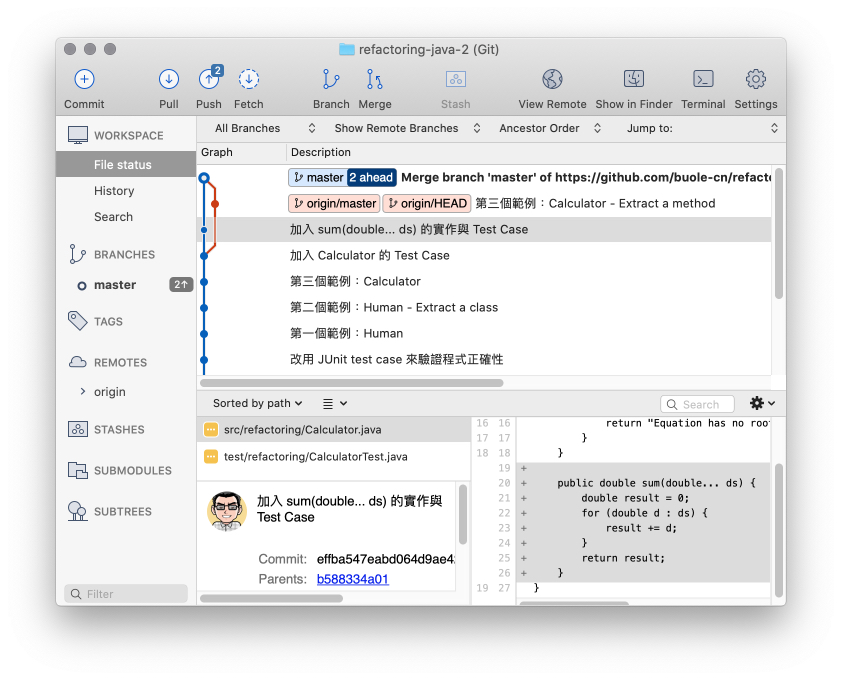 refactoring-java-2 (Git)
2
Commit Pull Push Fetch Branch Merge Stash View Remote Show in Finder Terminal Settings
WORKSPACE
File status
History
Search
BRANCHES
master 2↑
TAGS
REMOTES
origin
STASHES
SUBMODULES
SUBTREES
Filter
All Branches Show Remote Branches Ancestor Order Jump to:
Graph Description
master 2 ahead Merge branch 'master' of https://github.com/buole-cn/refacto
origin/master origin/HEAD 第三個範例：Calculator - Extract a method
加入 sum(double... ds) 的實作與 Test Case
加入 Calculator 的 Test Case
第三個範例：Calculator
第二個範例：Human - Extract a class
第一個範例：Human
改用 JUnit test case 來驗證程式正確性
Sorted by path Search
src/refactoring/Calculator.java
test/refactoring/CalculatorTest.java
加入 sum(double... ds) 的實作與
Test Case
Commit: effba547eabd064d9ae42
Parents: b588334a01
16 16 return "Equation has no roo
17 17 }
18 18 }
19 +
20 + public double sum(double... ds) {
21 + double result = 0;
22 + for (double d : ds) {
23 + result += d;
24 + }
25 + return result;
26 + }
19 27 }